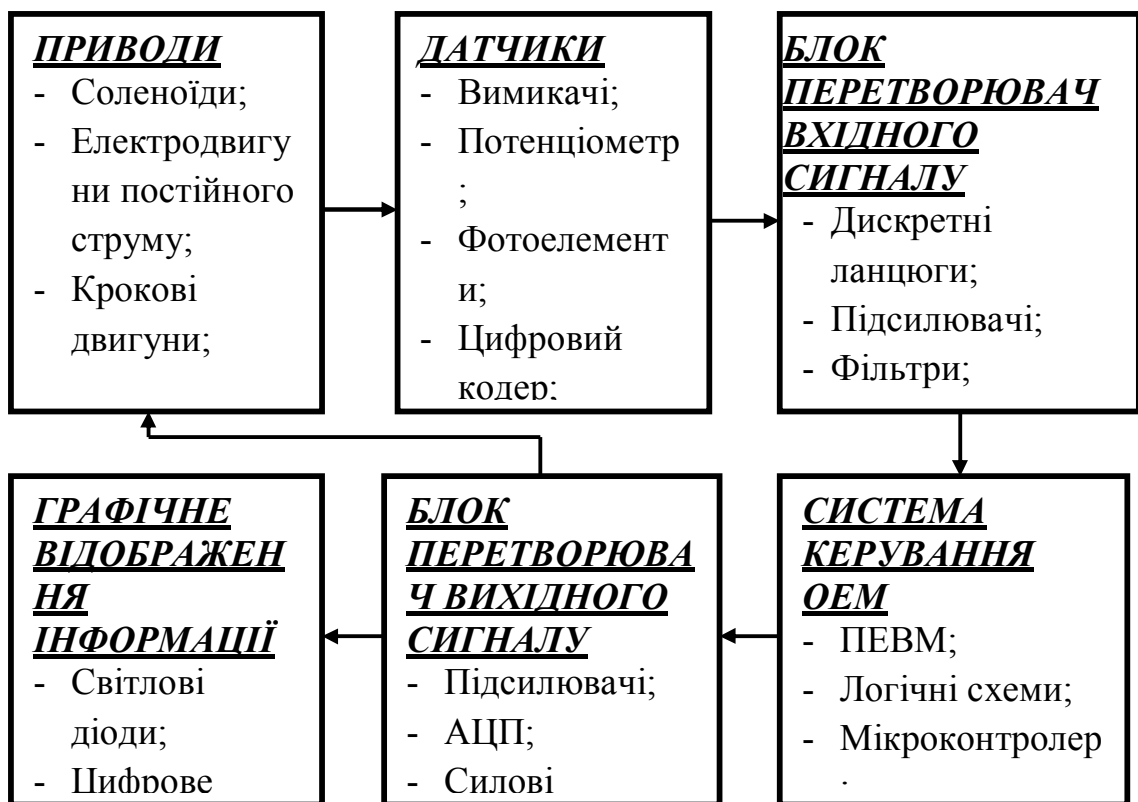 ПРИВОДИ
- Соленоїди;
- Електродвигу
ни постійного
струму;
- Крокові
двигуни;
ДАТЧИКИ
- Вимикачі;
- Потенціометр
;
- Фотоелемент
и;
- Цифровий
кодер;
БЛОК
ПЕРЕТВОРЮВАЧ
ВХІДНОГО
СИГНАЛУ
- Дискретні
ланцюги;
- Підсилювачі;
- Фільтри;
ГРАФІЧНЕ
ВІДОБРАЖЕН
НЯ
ІНФОРМАЦІЇ
- Світлові
діоди;
- Цифрове
БЛОК
ПЕРЕТВОРЮВА
Ч ВИХІДНОГО
СИГНАЛУ
- Підсилювачі;
- АЦП;
- Силові
СИСТЕМА
КЕРУВАННЯ
ОЕМ
- ПЕВМ;
- Логічні схеми;
- Мікроконтролер